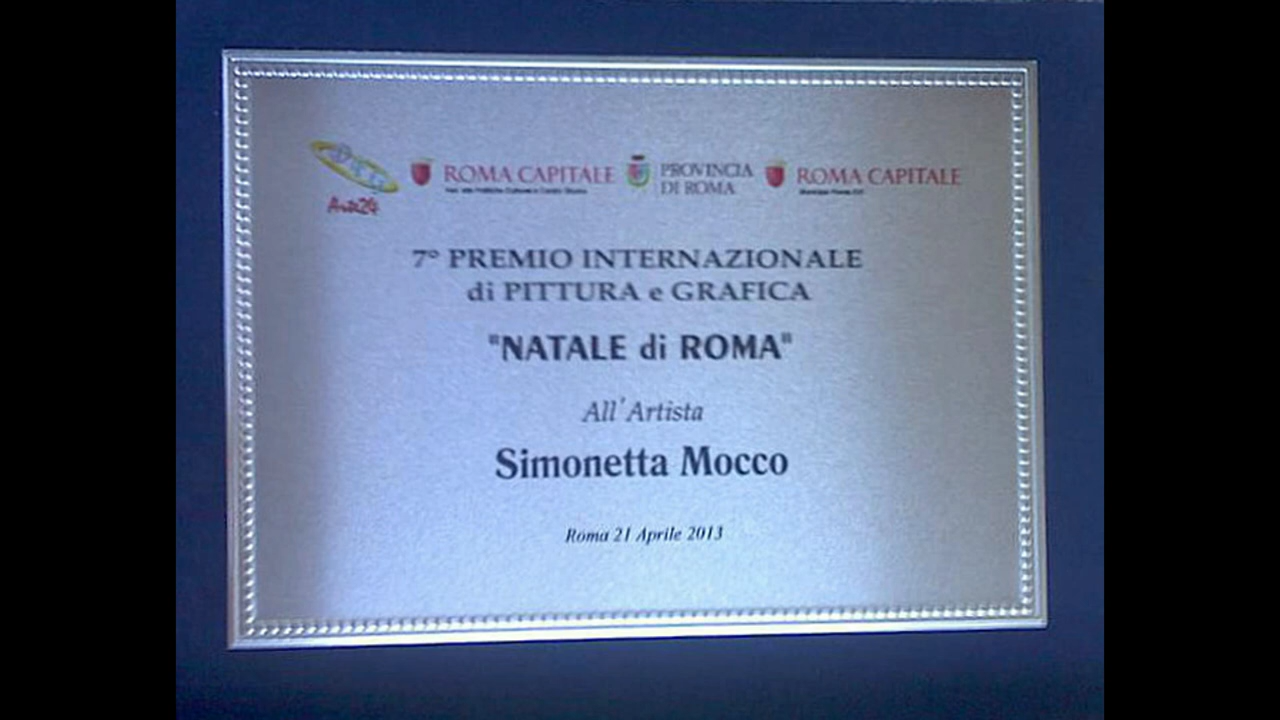 Art24
ROMA CAPITALE
PROVINCIA
DI ROMA
ROMA CAPITALE
7° PREMIO INTERNAZIONALE
di PITTURA e GRAFICA
"NATALE di ROMA"
All'Artista
Simonetta Mocco
Roma 21 Aprile 2013